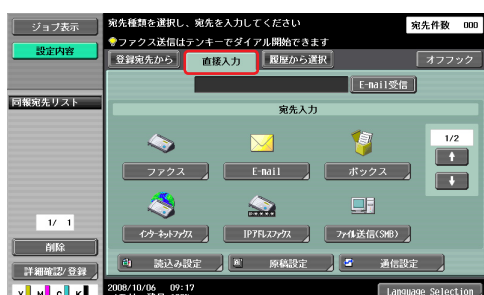 ジョブ表示
設定内容
宛先種類を選択し、宛先を入力してください
宛先件数 000
ファクス送信はテンキーでダイアル開始できます
登録宛先から
直接入力
履歴から選択
オフフック
E-mail受信
同報宛先リスト
宛先入力
ファクス
E-mail
ボックス
1/2
インターネットファクス
IPアドレスファクス
ファイル送信(SMB)
1/ 1
削除
詳細確認/登録
読込み設定
原稿設定
通信設定
Y M C K
2008/10/06 09:17
Language Selection